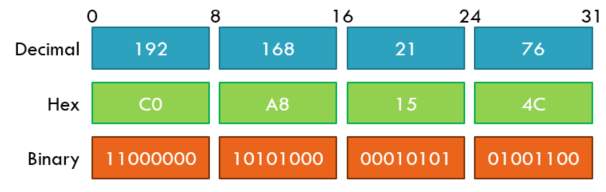 0 8 16 24 31
Decimal 192 168 21 76
Hex C0 A8 15 4C
Binary 11000000 10101000 00010101 01001100